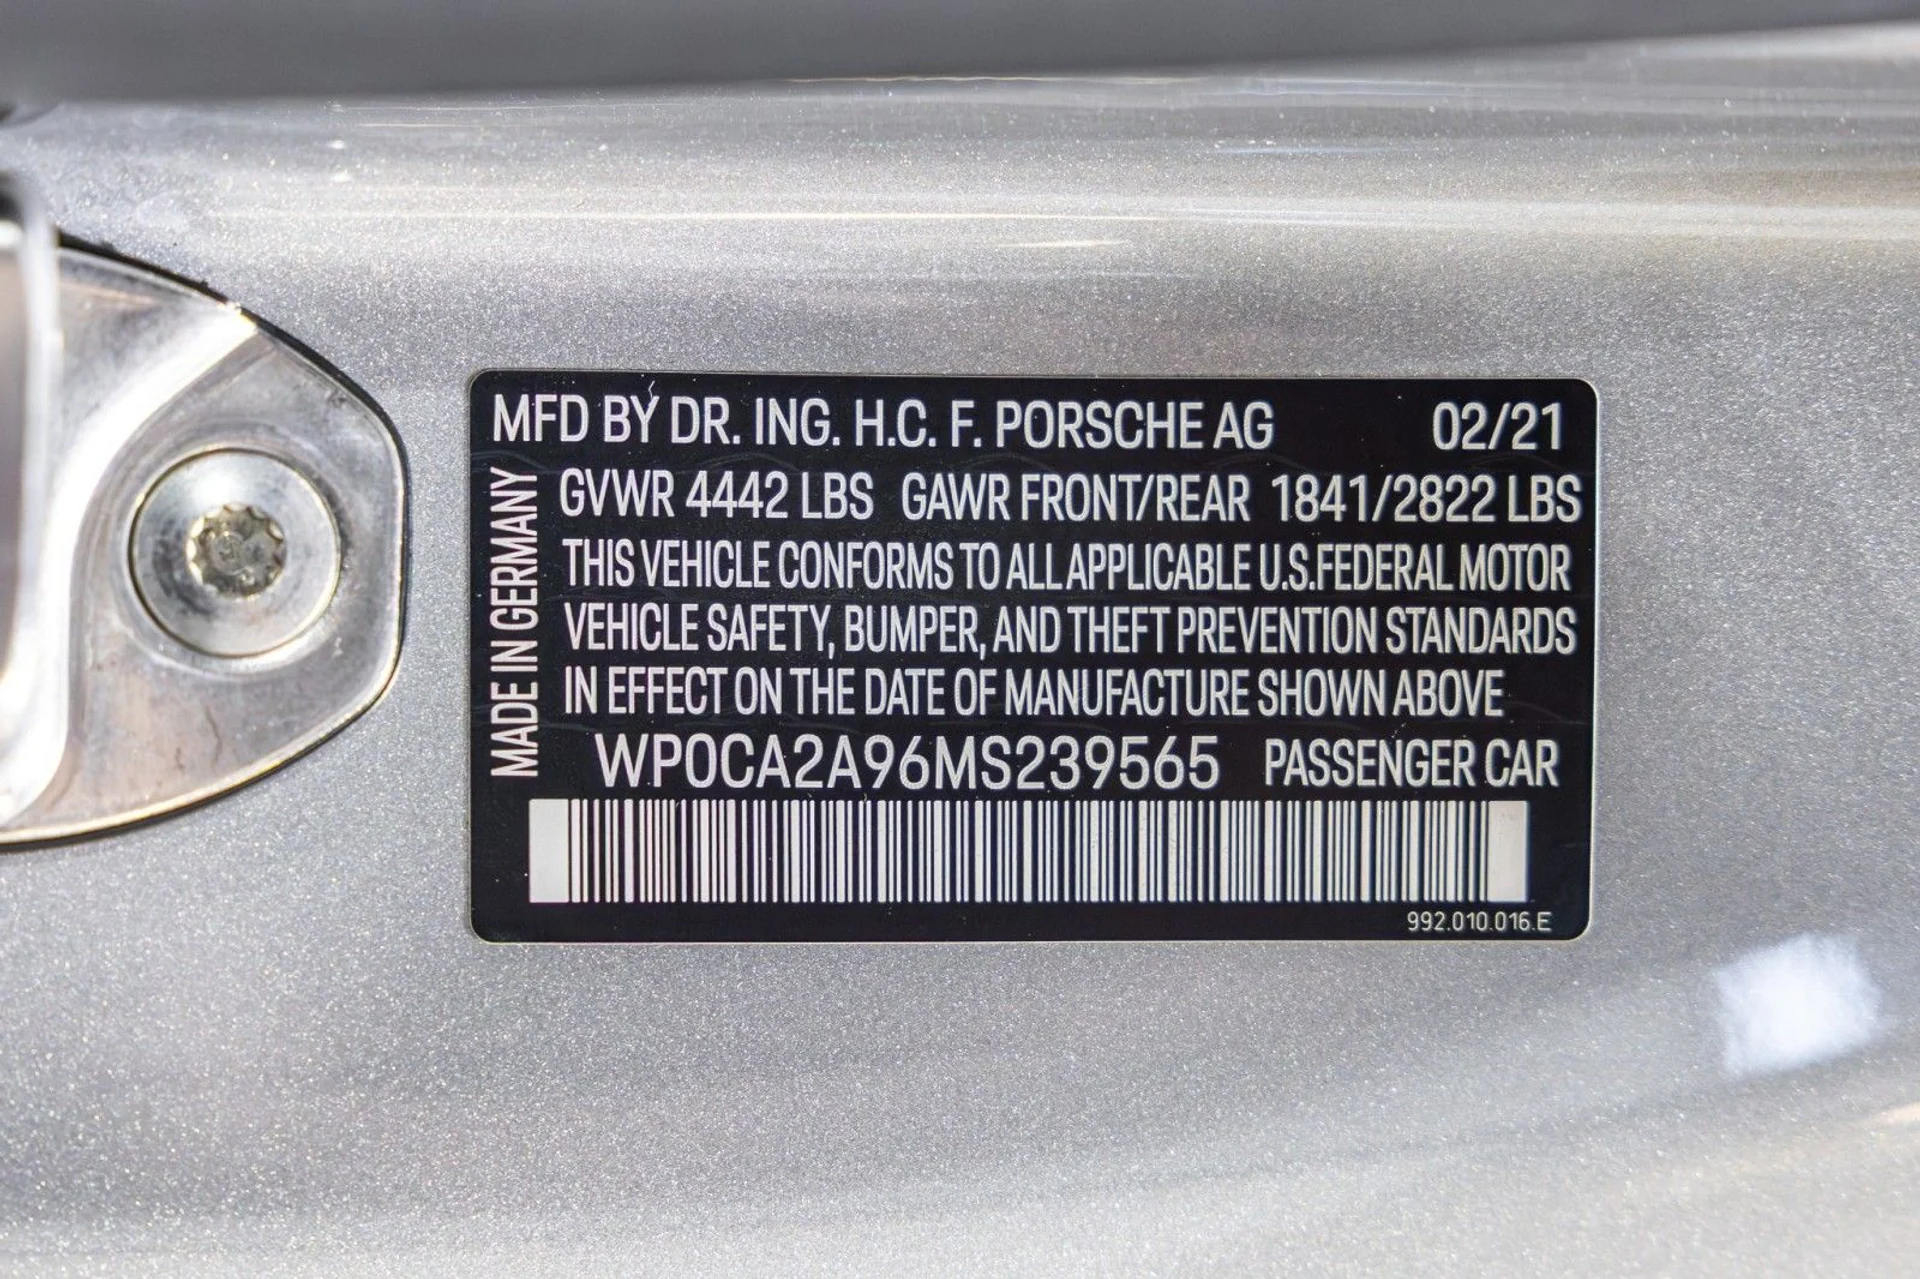 MFD BY DR. ING. H.C. F. PORSCHE AG 02/21
MADE IN GERMANY
GVWR 4442 LBS GAWR FRONT/REAR 1841/2822 LBS
THIS VEHICLE CONFORMS TO ALL APPLICABLE U.S.FEDERAL MOTOR
VEHICLE SAFETY, BUMPER, AND THEFT PREVENTION STANDARDS
IN EFFECT ON THE DATE OF MANUFACTURE SHOWN ABOVE
WP0CA2A96MS239565 PASSENGER CAR
992.010.016.E